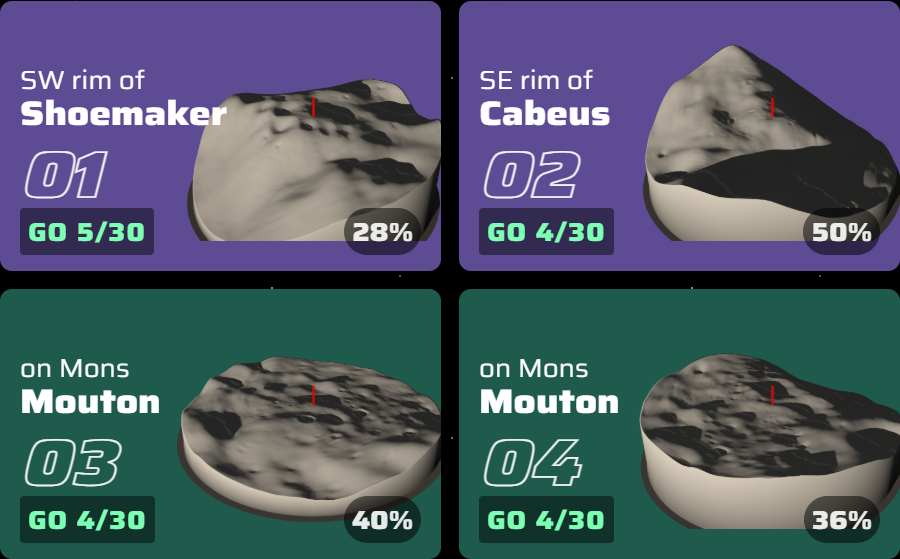 SW rim of
Shoemaker
01
GO 5/30
28%
SE rim of
Cabeus
02
GO 4/30
50%
on Mons
Mouton
03
GO 4/30
40%
on Mons
Mouton
04
GO 4/30
36%